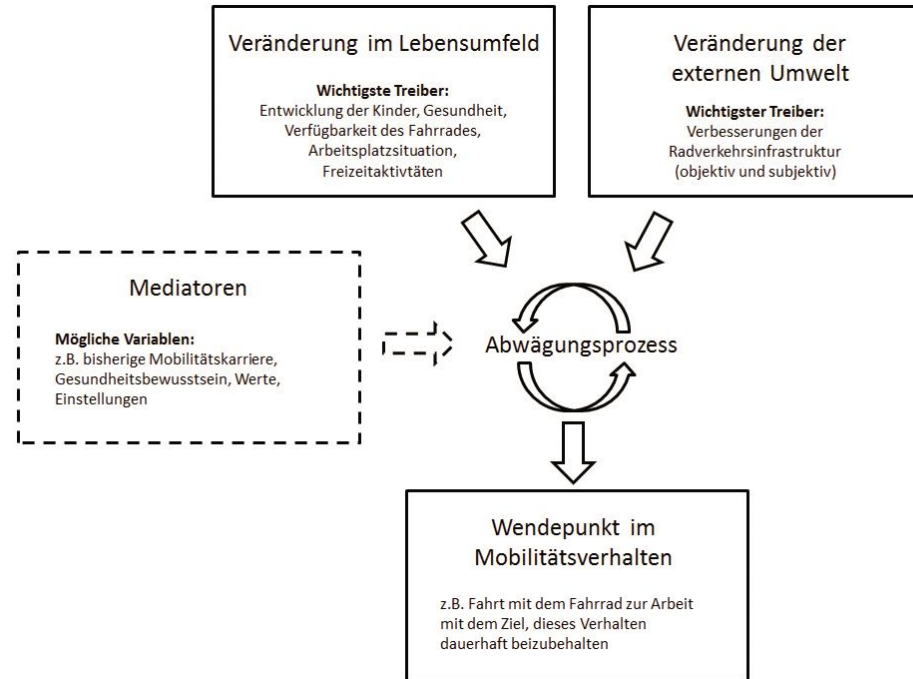 Veränderung im Lebensumfeld
Wichtigste Treiber:
Entwicklung der Kinder, Gesundheit,
Verfügbarkeit des Fahrrades,
Arbeitsplatzsituation,
Freizeitaktivtäten
Veränderung der
externen Umwelt
Wichtigster Treiber:
Verbesserungen der
Radverkehrsinfrastruktur
(objektiv und subjektiv)
Mediatoren
Mögliche Variablen:
z.B. bisherige Mobilitätskarriere,
Gesundheitsbewusstsein, Werte,
Einstellungen
Abwägungsprozess
Wendepunkt im
Mobilitätsverhalten
z.B. Fahrt mit dem Fahrrad zur Arbeit
mit dem Ziel, dieses Verhalten
dauerhaft beizubehalten